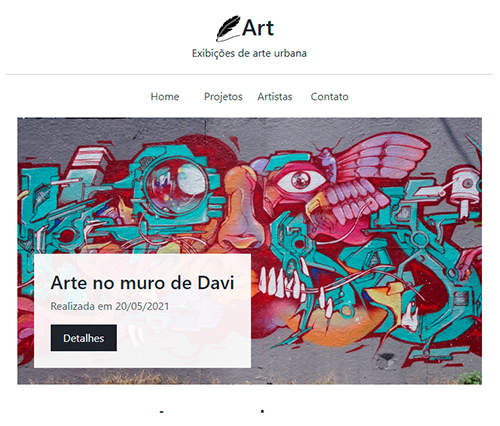 Art
Exibições de arte urbana
Home Projetos Artistas Contato
Arte no muro de Davi
Realizada em 20/05/2021
Detalhes